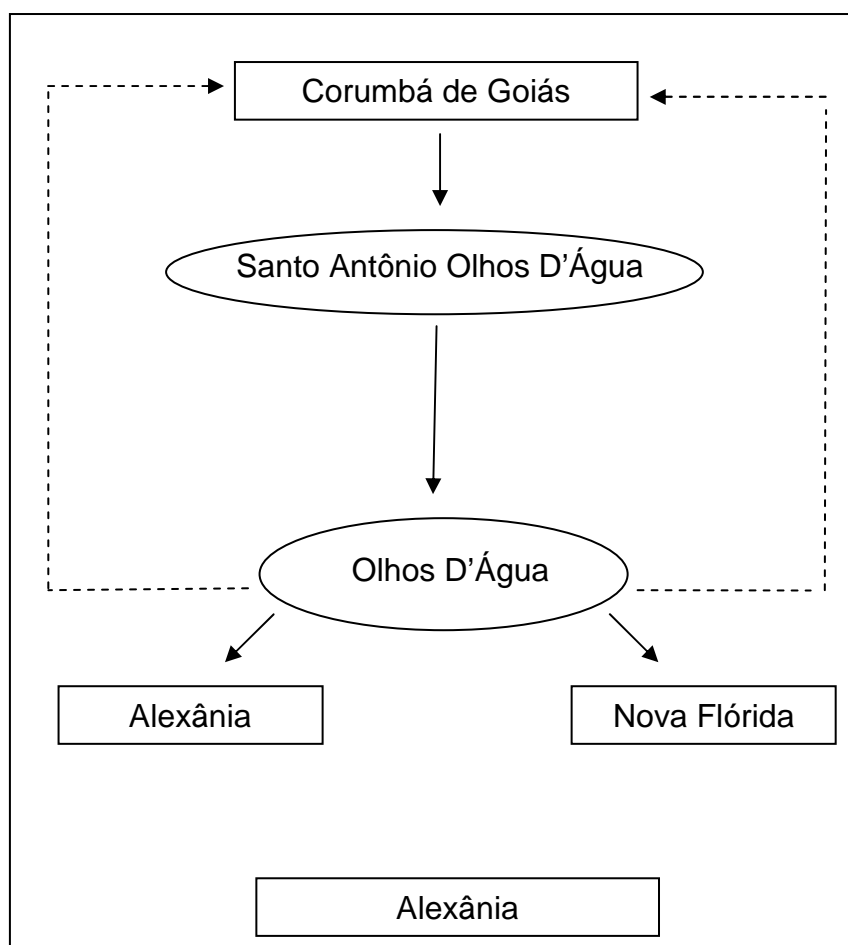 Corumbá de Goiás
Santo Antônio Olhos D’Água
Olhos D’Água
Alexânia
Nova Flórida
Alexânia